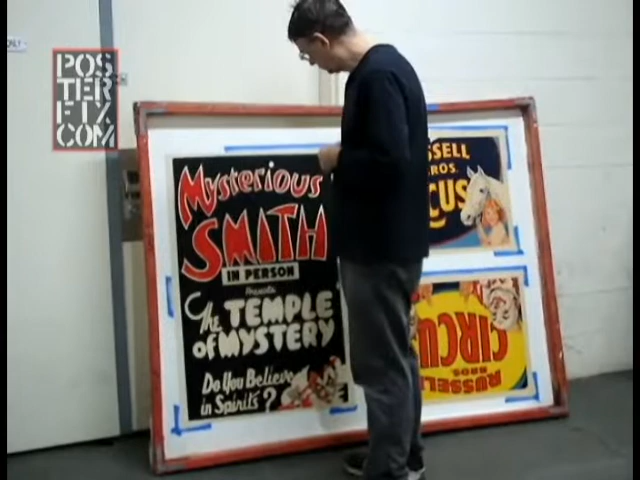 POS
TER
FIX
.COM
Mysterious
SMITH
IN PERSON
Presents
The TEMPLE
of MYSTERY
Do You Believe
in Spirits?
SSELL
ROS.
CUS
CIRCUS
BROS.
RUSSELL